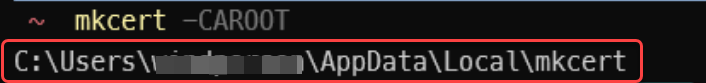 ~ mkcert -CAROOT
C:\Users\ \AppData\Local\mkcert